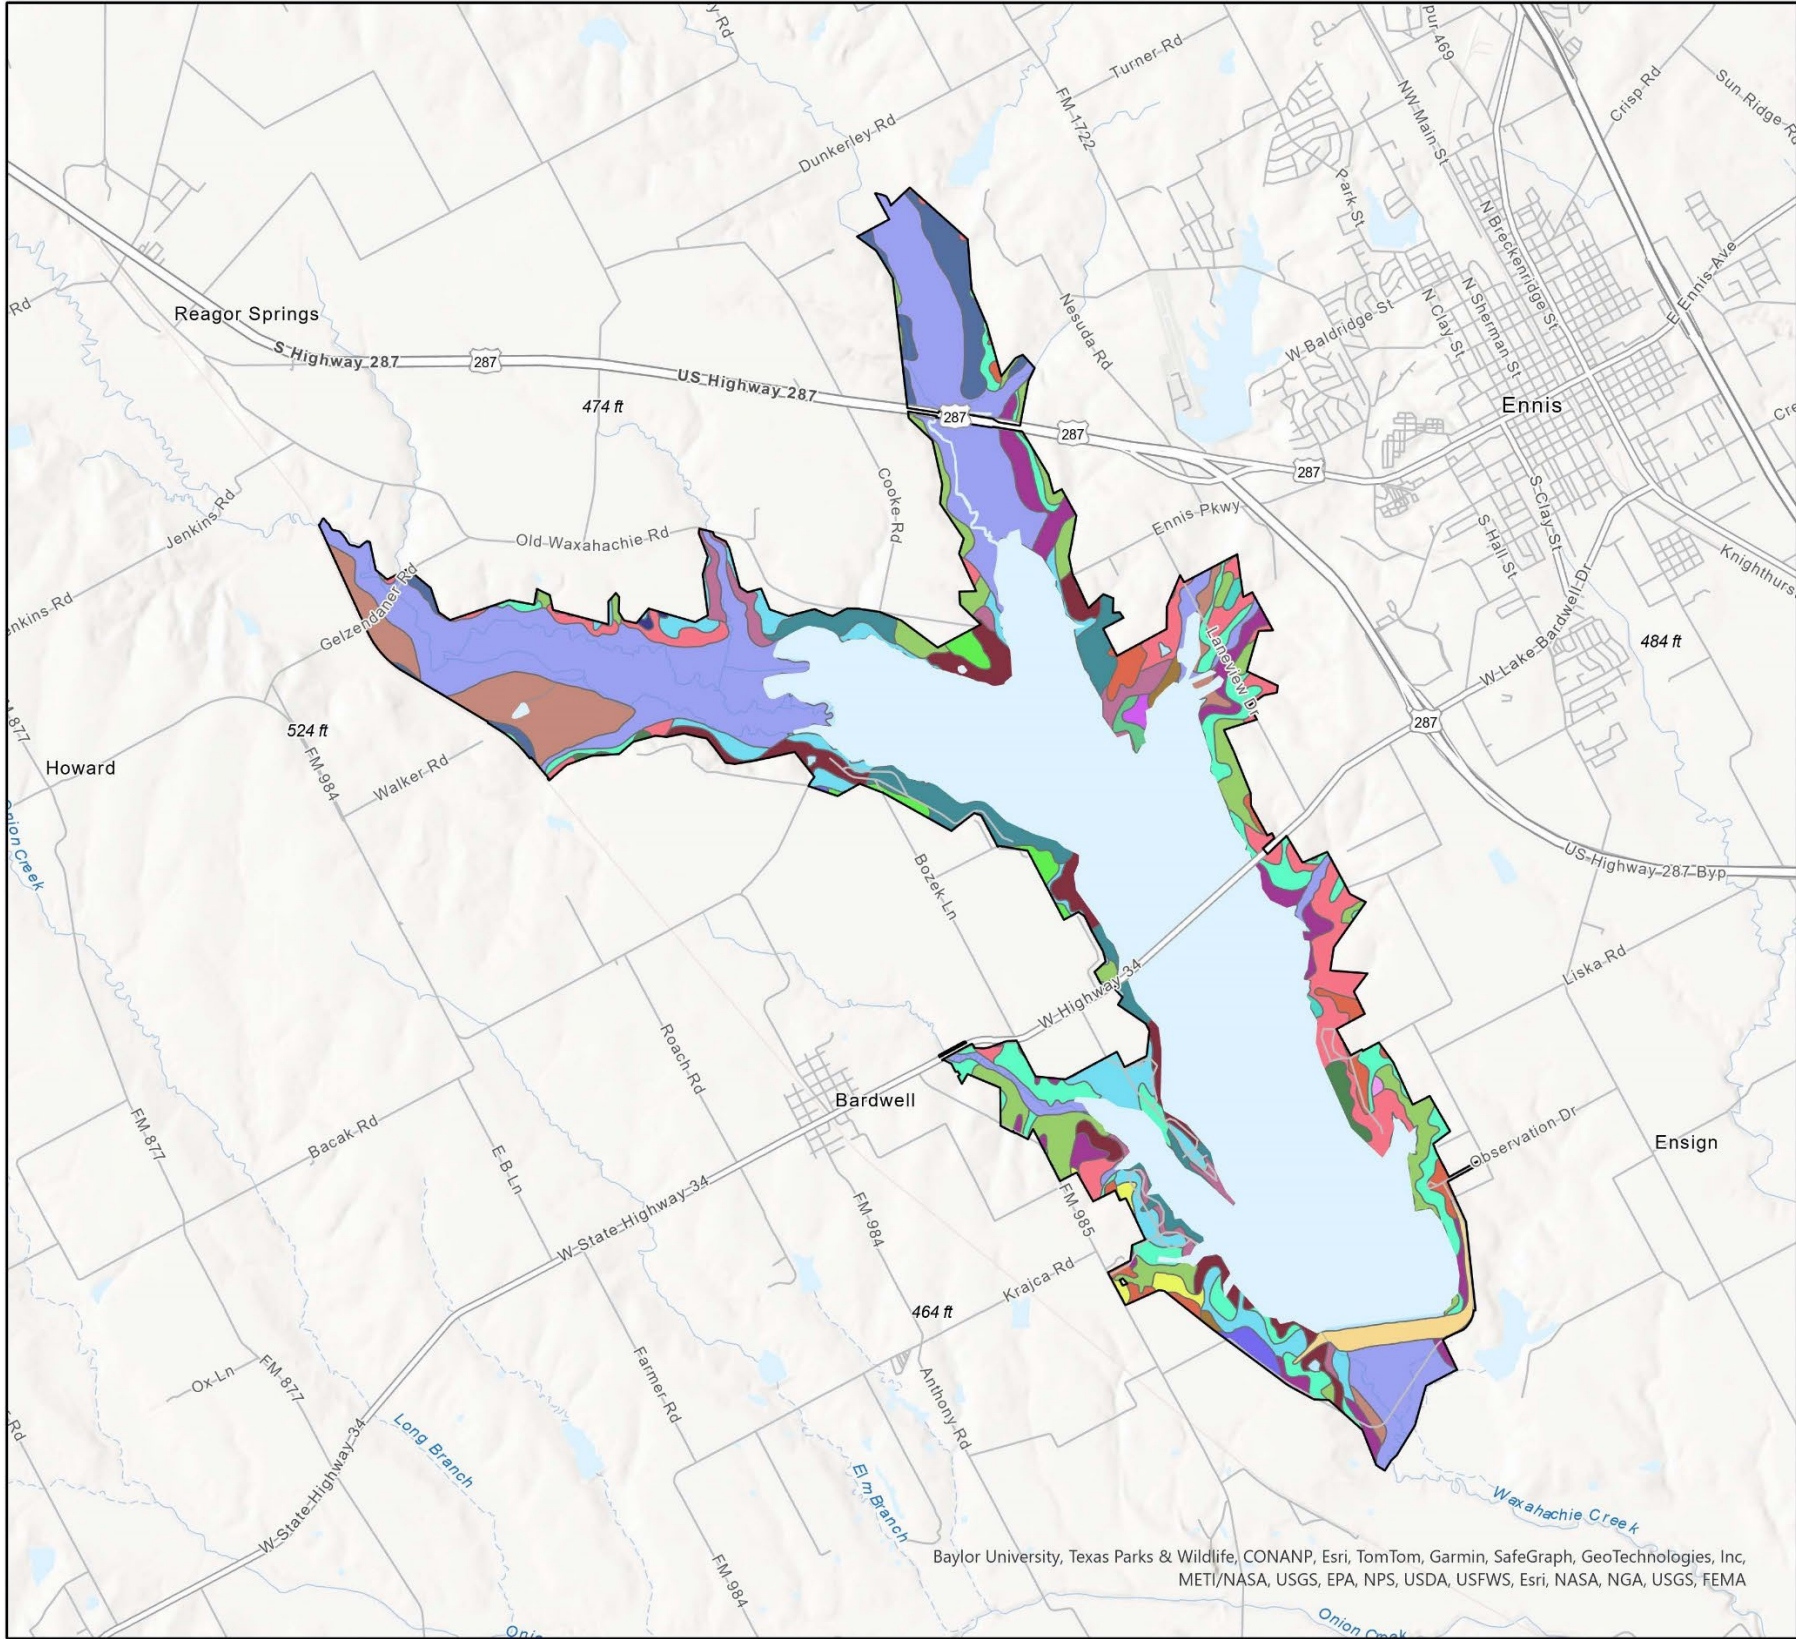 Turner Rd
FM 1722
Dunkerley Rd
NW Main St
Crisp Rd
Park St
N Breckenridge St
E Ennis Ave
Nesuda Rd
N Sherman St
N Clay St
W Baldridge St
Reagor Springs
S Highway 287
287
US Highway 287
474 ft
287
287
287
Ennis
Cooke Rd
Ennis Pkwy
S Hall St
S Clay St
Jenkins Rd
Old Waxahachie Rd
Gelzendaner Rd
Laneview Dr
W Lake Bardwell Dr
484 ft
287
524 ft
Howard
FM 984
Walker Rd
Onion Creek
US Highway 287 Byp
Bozek Ln
Liska Rd
W Highway 34
Roach Rd
Bardwell
FM 877
Bacak Rd
E B Ln
W State Highway 34
FM 984
FM 985
Observation Dr
Ensign
Krajca Rd
464 ft
Ox Ln
FM 877
Farmer Rd
Anthony Rd
Long Branch
W State Highway 34
Elm Branch
Waxahachie Creek
FM 984
Baylor University, Texas Parks & Wildlife, CONANP, Esri, TomTom, Garmin, SafeGraph, GeoTechnologies, Inc,
METI/NASA, USGS, EPA, NPS, USDA, USFWS, Esri, NASA, NGA, USGS, FEMA